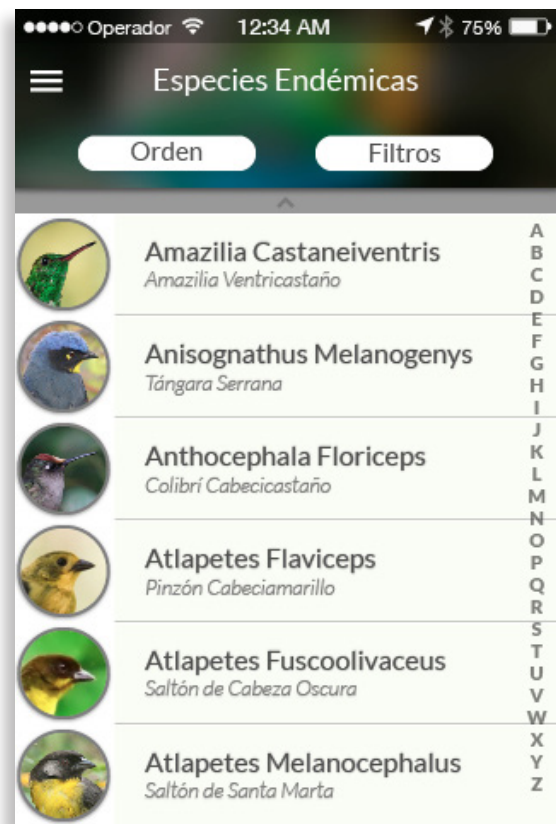 Operador 12:34 AM 75%
Especies Endémicas
Orden Filtros
Amazilia Castaneiventris
Amazilia Ventricastaño
Anisognathus Melanogenys
Tángara Serrana
Anthocephala Floriceps
Colibrí Cabecicastaño
Atlapetes Flaviceps
Pinzón Cabeciamarillo
Atlapetes Fuscoolivaceus
Saltón de Cabeza Oscura
Atlapetes Melanocephalus
Saltón de Santa Marta
A
B
C
D
E
F
G
H
I
J
K
L
M
N
O
P
Q
R
S
T
U
V
W
X
Y
Z